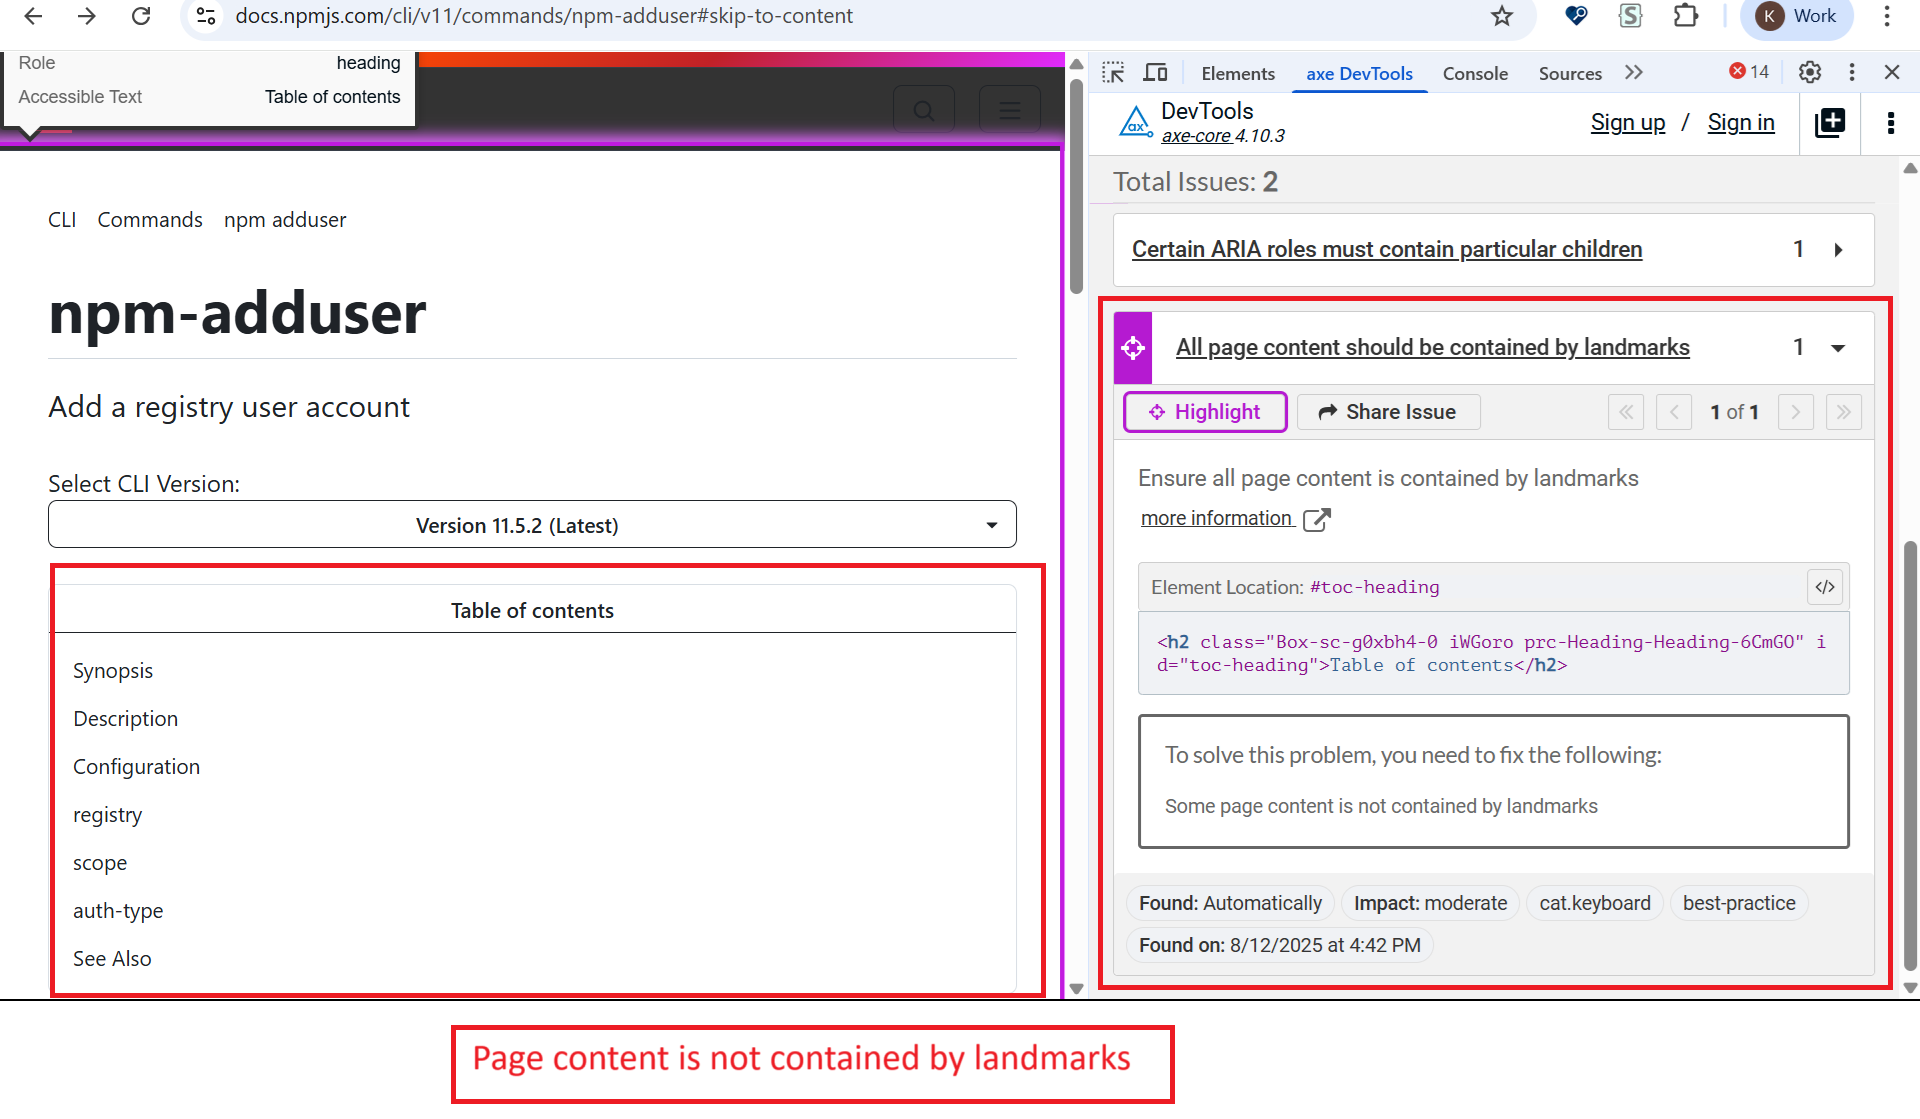 docs.npmjs.com/cli/v11/commands/npm-adduser#skip-to-content
K Work
Role heading
Accessible Text Table of contents
CLI Commands npm adduser
npm-adduser
Add a registry user account
Select CLI Version:
Version 11.5.2 (Latest)
Table of contents
Synopsis
Description
Configuration
registry
scope
auth-type
See Also
Elements axe DevTools Console Sources 14
ax DevTools
axe-core 4.10.3
Sign up / Sign in
Total Issues: 2
Certain ARIA roles must contain particular children 1
All page content should be contained by landmarks 1
Highlight Share Issue 1 of 1
Ensure all page content is contained by landmarks
more information
Element Location: #toc-heading </>
<h2 class="Box-sc-g0xbh4-0 iWGoro prc-Heading-Heading-6CmGO" i
d="toc-heading">Table of contents</h2>
To solve this problem, you need to fix the following:
Some page content is not contained by landmarks
Found: Automatically Impact: moderate cat.keyboard best-practice
Found on: 8/12/2025 at 4:42 PM
Page content is not contained by landmarks